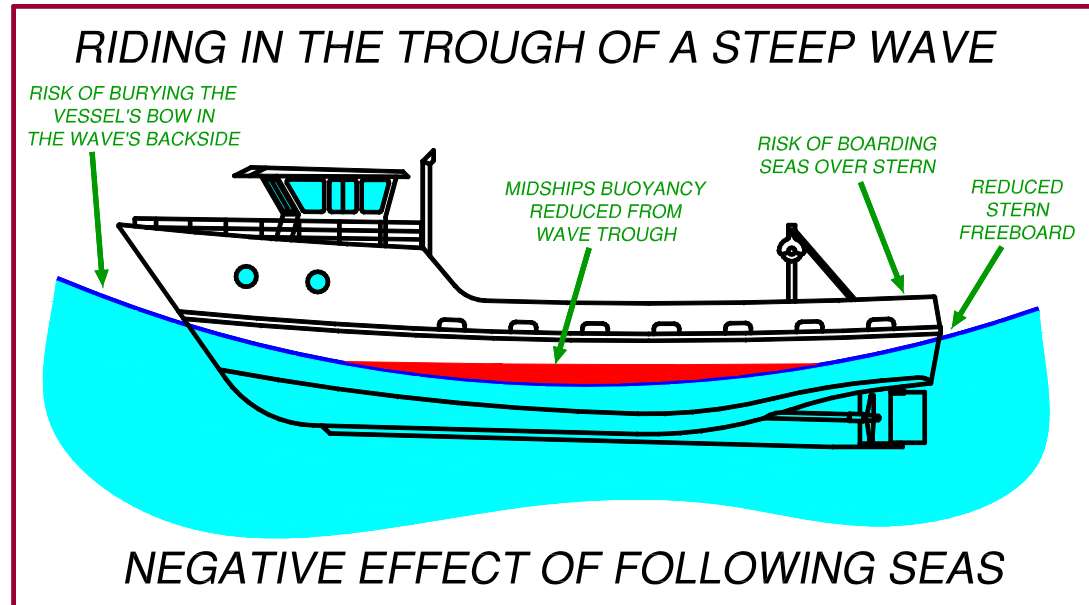 RIDING IN THE TROUGH OF A STEEP WAVE
RISK OF BURYING THE
VESSEL'S BOW IN
THE WAVE'S BACKSIDE
MIDSHIPS BUOYANCY
REDUCED FROM
WAVE TROUGH
RISK OF BOARDING
SEAS OVER STERN
REDUCED
STERN
FREEBOARD
NEGATIVE EFFECT OF FOLLOWING SEAS